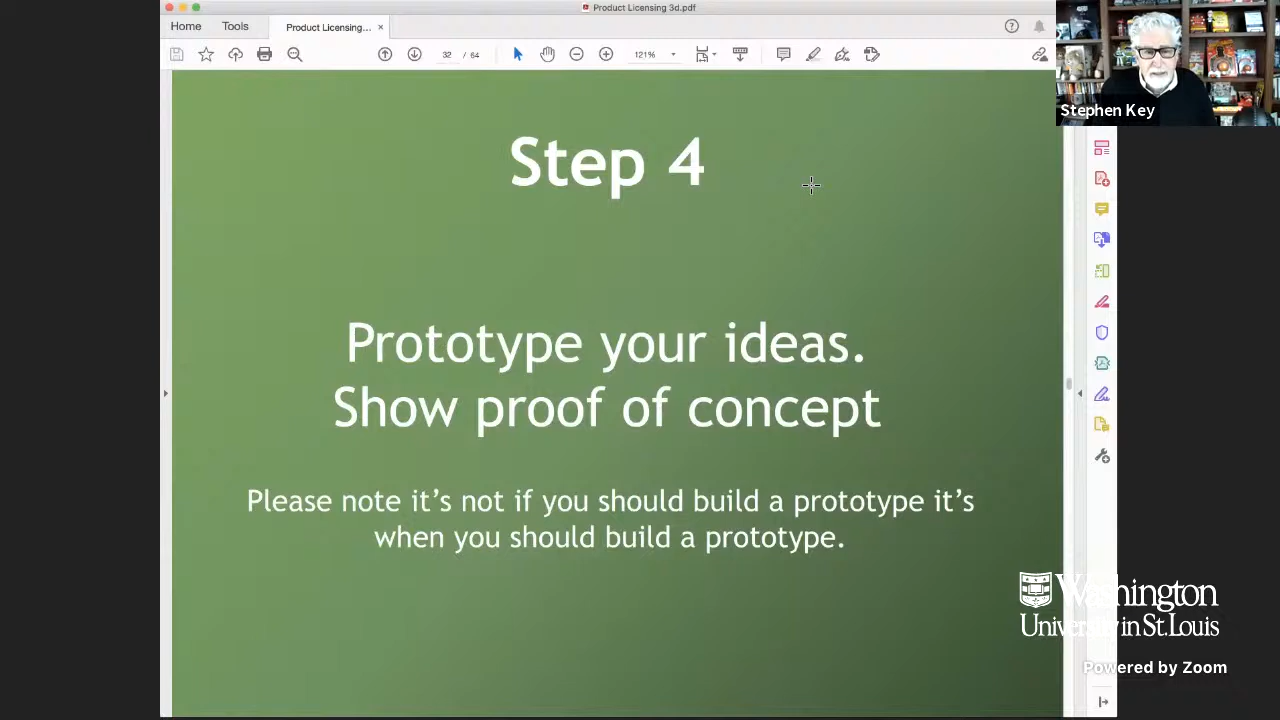 Product Licensing 3d.pdf
Home
Tools
Product Licensing...
32 / 64
121%
Stephen Key
Step 4
Prototype your ideas.
Show proof of concept
Please note it's not if you should build a prototype it's
when you should build a prototype.
Washington
University in St. Louis
Powered by Zoom